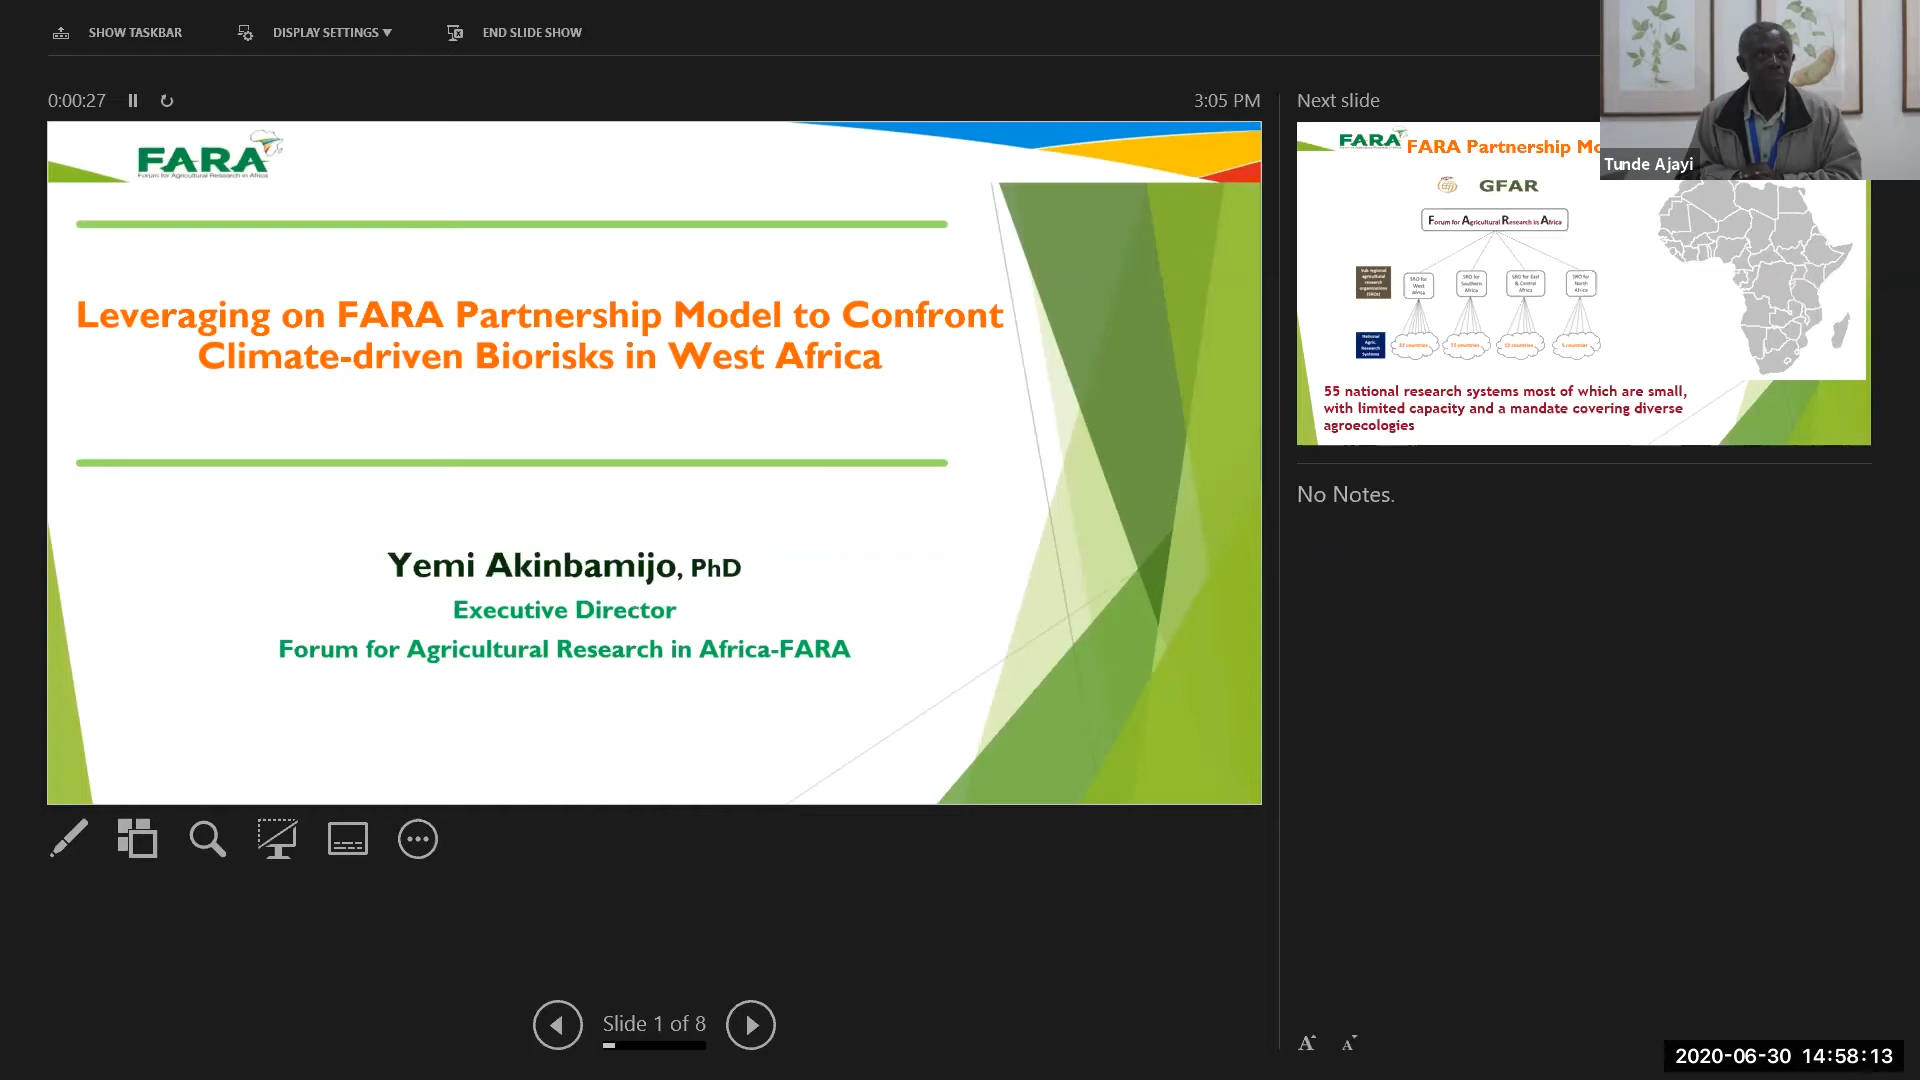 SHOW TASKBAR
DISPLAY SETTINGS ▼
END SLIDE SHOW
0:00:27
3:05 PM
FARA
Forum for Agricultural Research in Africa
Leveraging on FARA Partnership Model to Confront
Climate-driven Biorisks in West Africa
Yemi Akinbamijo, PhD
Executive Director
Forum for Agricultural Research in Africa-FARA
Slide 1 of 8
Next slide
FARA
FARA Partnership Mo
GFAR
Forum for Agricultural Research in Africa
Sub regional
agricultural
research
organizations
(SROs)
SRO for
West
Africa
SRO for
Southern
Africa
SRO for East
& Central
Africa
SRO for
North
Africa
National
Agric.
Research
Systems
12 countries
5 countries
55 national research systems most of which are small,
with limited capacity and a mandate covering diverse
agroecologies
Tunde Ajayi
No Notes.
A A
2020-06-30 14:58:13